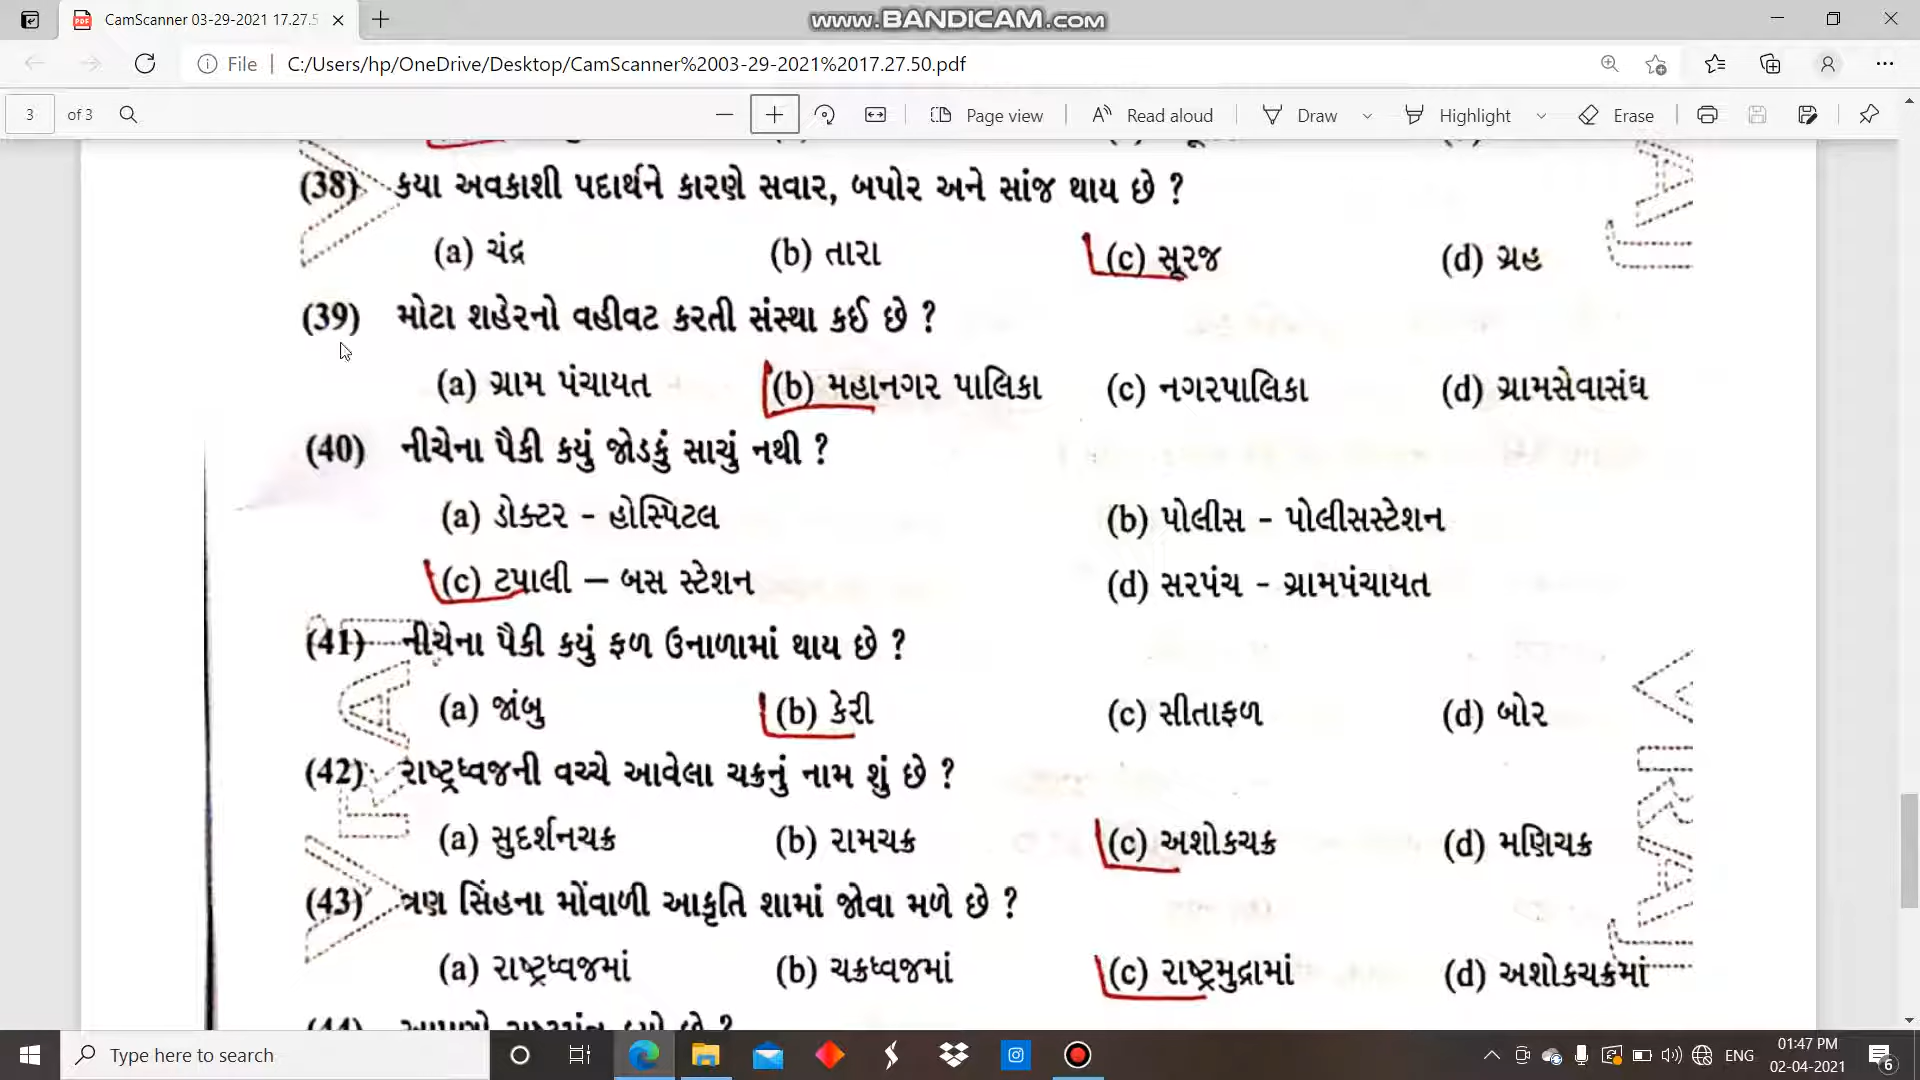 CamScanner 03-29-2021 17.27.5
www.BANDICAM.com
File
C:/Users/hp/OneDrive/Desktop/CamScanner%2003-29-2021%2017.27.50.pdf
3 of 3
Page view
Read aloud
Draw
Highlight
Erase
(38) કયા અવકાશી પદાર્થને કારણે સવાર, બપોર અને સાંજ થાય છે ?
(a) ચંદ્ર (b) તારા (c) સૂરજ (d) ગ્રહ
(39) મોટા શહેરનો વહીવટ કરતી સંસ્થા કઈ છે ?
(a) ગ્રામ પંચાયત (b) મહાનગર પાલિકા (c) નગરપાલિકા (d) ગ્રામસેવાસંઘ
(40) નીચેના પૈકી કયું જોડકું સાચું નથી ?
(a) ડોક્ટર - હોસ્પિટલ (b) પોલીસ - પોલીસસ્ટેશન
(c) ટપાલી – બસ સ્ટેશન (d) સરપંચ - ગ્રામપંચાયત
(41) નીચેના પૈકી કયું ફળ ઉનાળામાં થાય છે ?
(a) જાંબુ (b) કેરી (c) સીતાફળ (d) બોર
(42) રાષ્ટ્રધ્વજની વચ્ચે આવેલા ચક્રનું નામ શું છે ?
(a) સુદર્શનચક્ર (b) રામચક્ર (c) અશોકચક્ર (d) મણિચક્ર
(43) ત્રણ સિંહના મોંવાળી આકૃતિ શામાં જોવા મળે છે ?
(a) રાષ્ટ્રધ્વજમાં (b) ચક્રધ્વજમાં (c) રાષ્ટ્રમુદ્રામાં (d) અશોકચક્રમાં
Type here to search
ENG
01:47 PM
02-04-2021
6